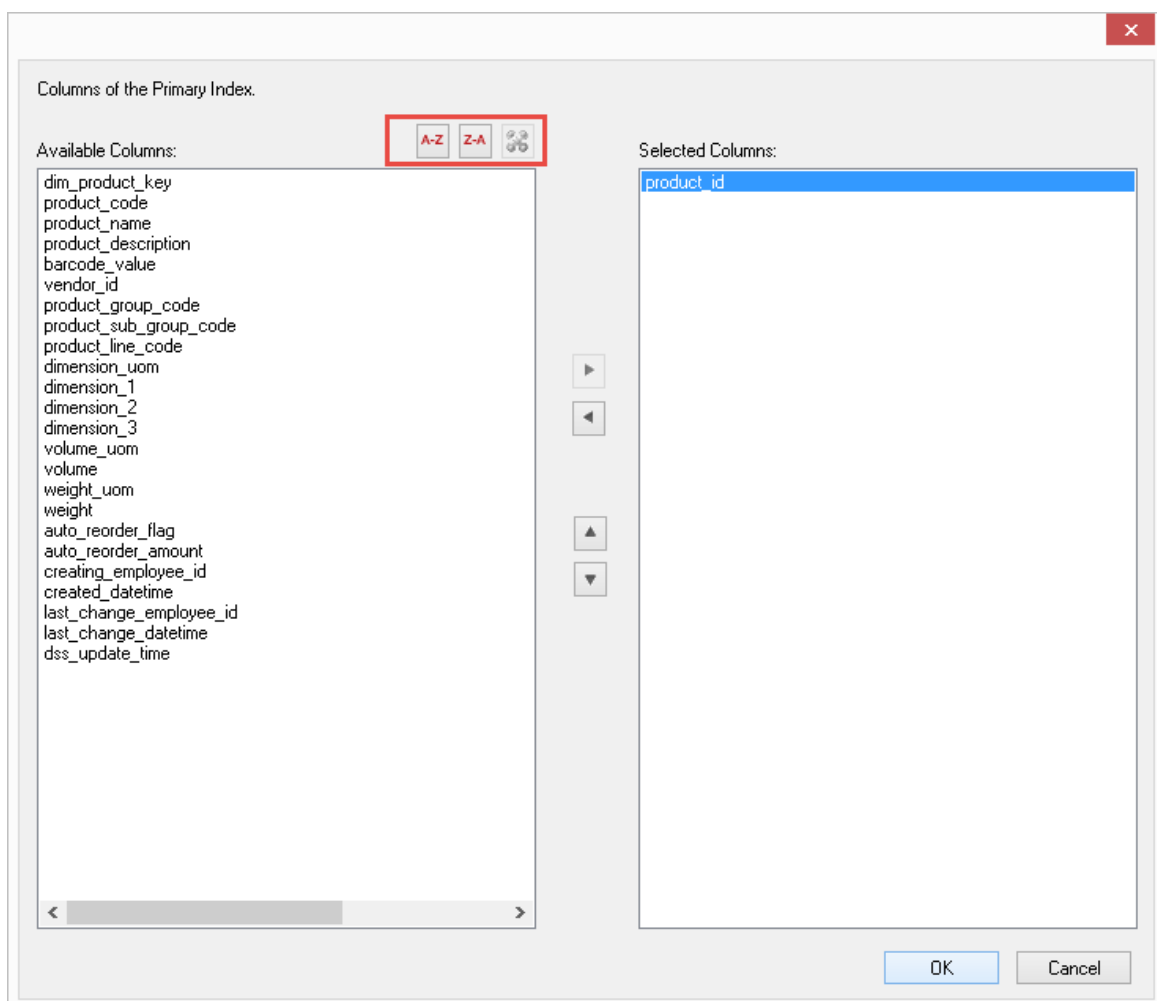 Columns of the Primary Index.
A-Z Z-A
Available Columns:
dim_product_key
product_code
product_name
product_description
barcode_value
vendor_id
product_group_code
product_sub_group_code
product_line_code
dimension_uom
dimension_1
dimension_2
dimension_3
volume_uom
volume
weight_uom
weight
auto_reorder_flag
auto_reorder_amount
creating_employee_id
created_datetime
last_change_employee_id
last_change_datetime
dss_update_time
Selected Columns:
product_id
OK Cancel